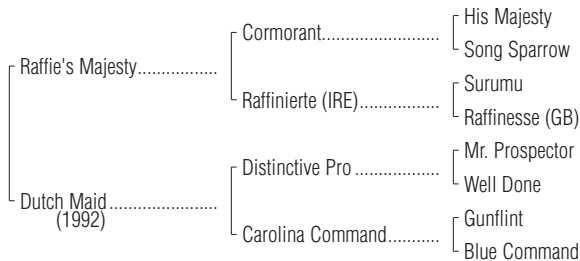 His Majesty
Cormorant.......................
Song Sparrow
Raffie's Majesty................
Surumu
Raffinierte (IRE)................
Raffinesse (GB)
Mr. Prospector
Distinctive Pro .................
Well Done
Dutch Maid.....................
(1992)
Gunflint
Carolina Command..........
Blue Command